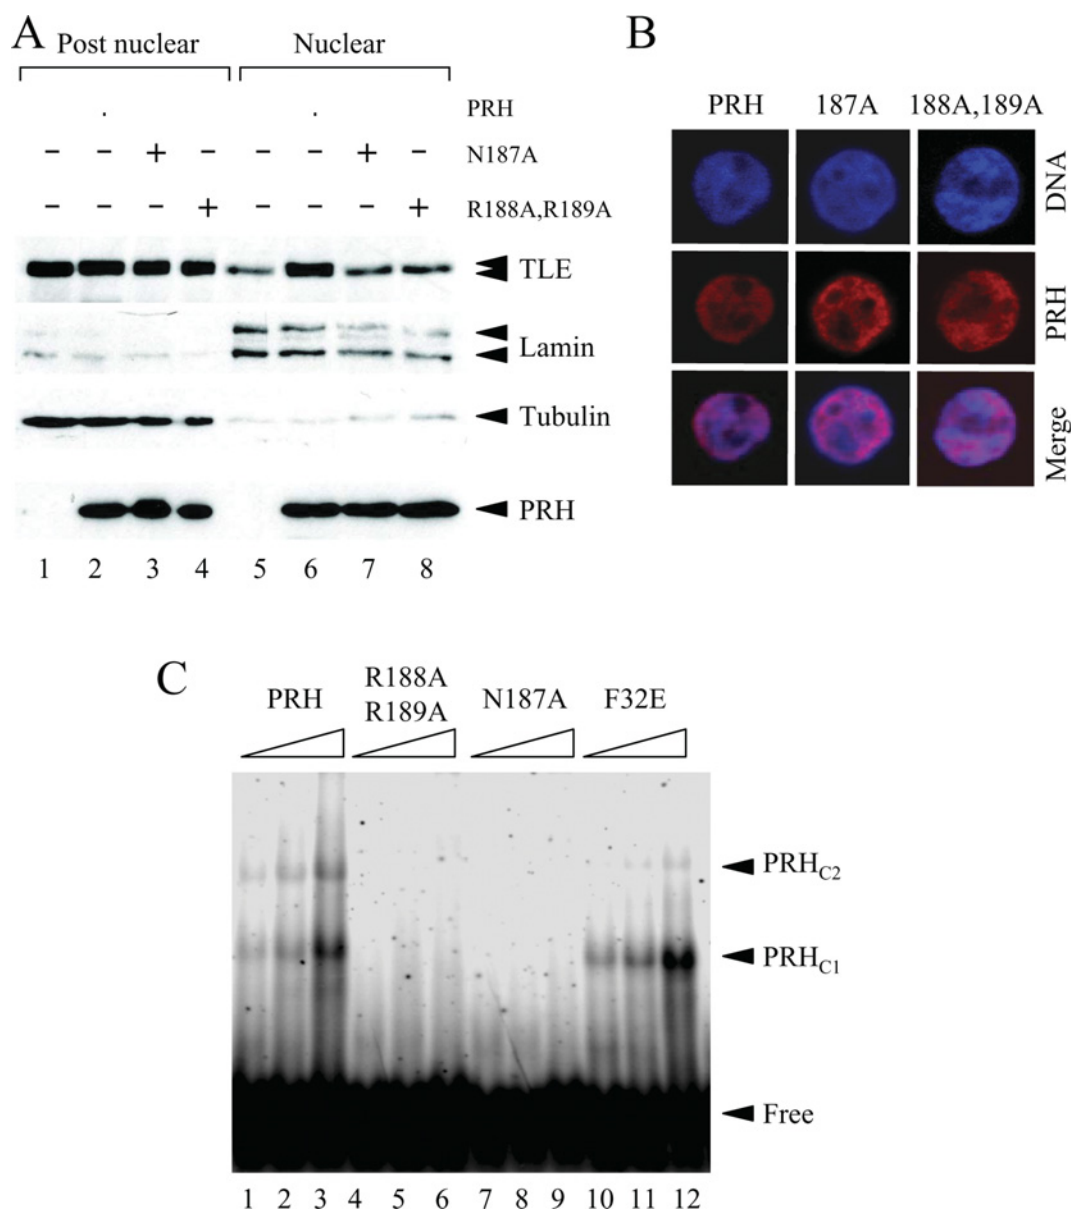 A
Post nuclear Nuclear
PRH
- - + - - - + - N187A
- - - + - - - + R188A,R189A
TLE
Lamin
Tubulin
PRH
1 2 3 4 5 6 7 8
B
PRH 187A 188A,189A
DNA
PRH
Merge
C
PRH R188A R189A N187A F32E
PRHC2
PRHC1
Free
1 2 3 4 5 6 7 8 9 10 11 12